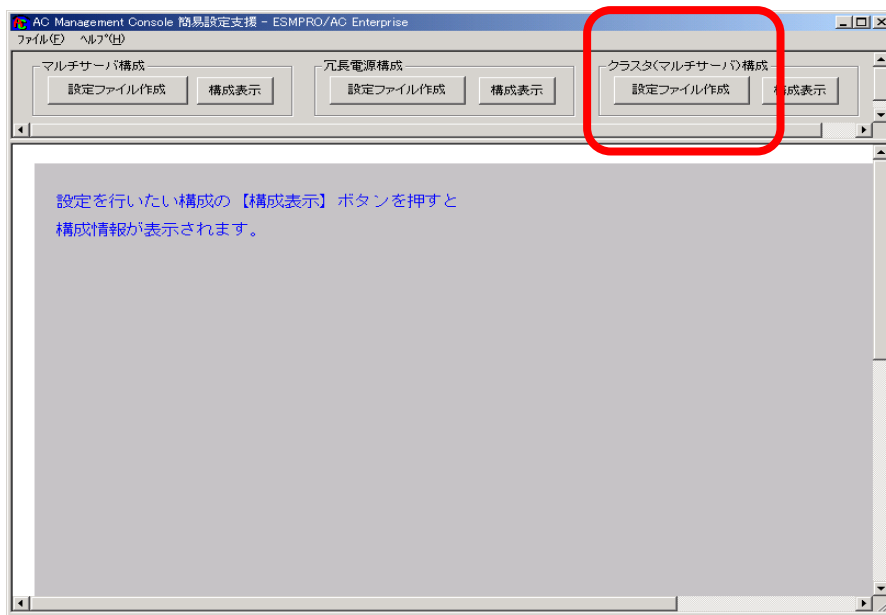 AC Management Console 簡易設定支援 - ESMPRO/AC Enterprise
ファイル(F) ヘルプ(H)
マルチサーバ構成 冗長電源構成 クラスタ(マルチサーバ)構成
設定ファイル作成 構成表示 設定ファイル作成 構成表示 設定ファイル作成 構成表示
設定を行いたい構成の【構成表示】ボタンを押すと
構成情報が表示されます。